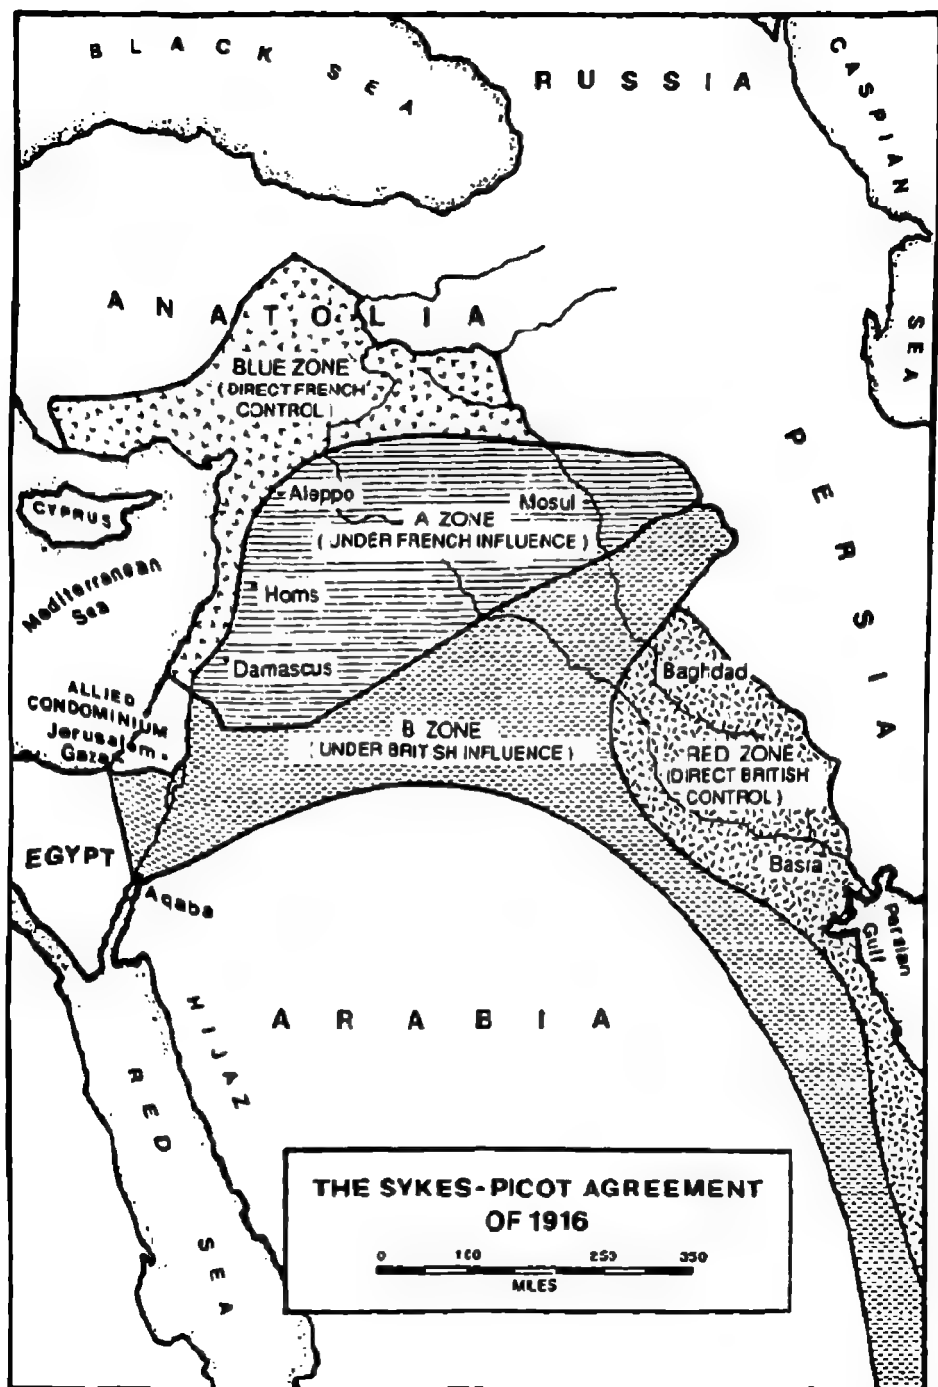 BLACK SEA
RUSSIA
CASPIAN
SEA
ANATOLIA
BLUE ZONE
(DIRECT FRENCH
CONTROL)
PERSIA
Aleppo
Mosul
CYPRUS
A ZONE
(UNDER FRENCH INFLUENCE)
Mediterranean
Sea
Homs
Damascus
Baghdad
ALLIED
CONDOMINIUM
Jerusalem
Gaza
B ZONE
(UNDER BRITISH INFLUENCE)
RED ZONE
(DIRECT BRITISH
CONTROL)
EGYPT
Basra
Aqaba
Persian
Gulf
HIJAZ
ARABIA
RED
SEA
THE SYKES-PICOT AGREEMENT
OF 1916
0 100 250 350
MILES